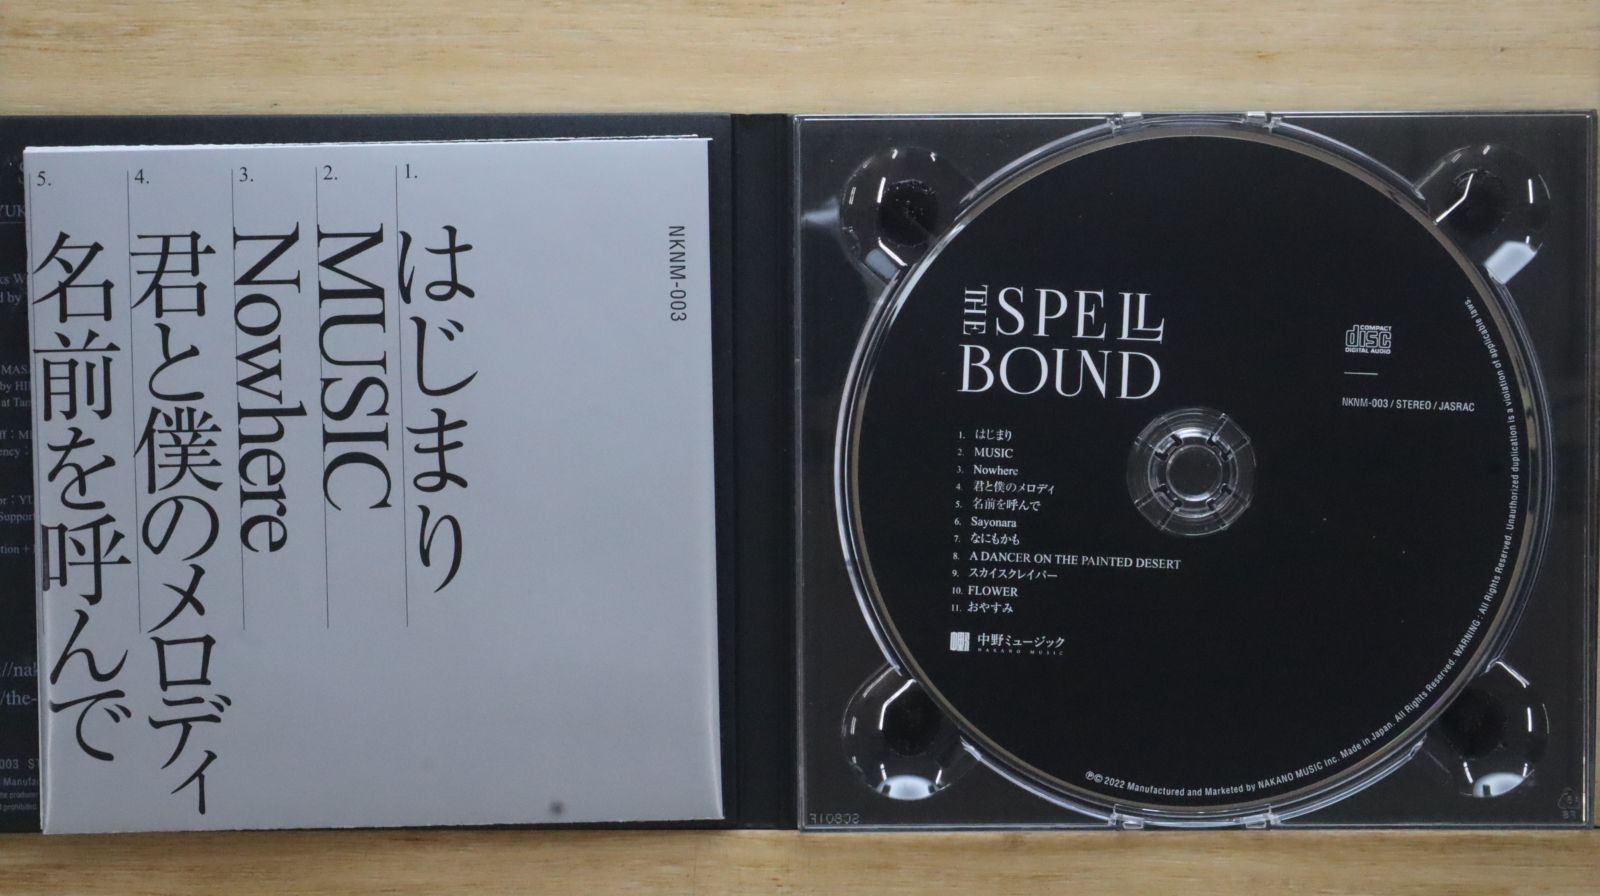 NKNM-003
1. はじまり
2. MUSIC
3. Nowhere
4. 君と僕のメロディ
5. 名前を呼んで
THE SPELL
BOUND
1. はじまり
2. MUSIC
3. Nowhere
4. 君と僕のメロディ
5. 名前を呼んで
6. Sayonara
7. なにもかも
8. A DANCER ON THE PAINTED DESERT
9. スカイスクレイパー
10. FLOWER
11. おやすみ
中野ミュージック
NAKANO MUSIC
COMPACT
disc
DIGITAL AUDIO
NKNM-003 / STEREO / JASRAC
℗© 2022 Manufactured and Marketed by NAKANO MUSIC Inc. Made in Japan. All Rights Reserved. WARNING : All Rights Reserved. Unauthorized duplication is a violation of applicable laws.
SC801F